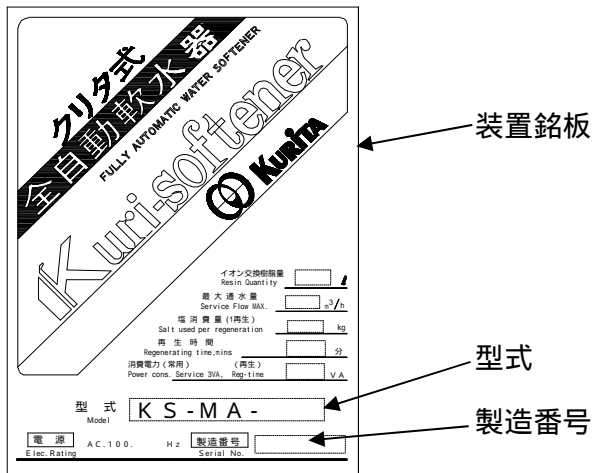 クリタ式
全自動軟水器
FULLY AUTOMATIC WATER SOFTENER
Kuri-softener
KURITA
装置銘板
イオン交換樹脂量
Resin Quantity ℓ
最大通水量
Service Flow MAX. m³/h
塩消費量(1再生)
Salt used per regeneration kg
再生時間
Regenerating time,mins 分
消費電力(常用) (再生)
Power cons. Service 3VA, Reg-time VA
型式
型式 KS-MA-
Model
製造番号
電源 AC.100. Hz 製造番号
Elec.Rating Serial No.